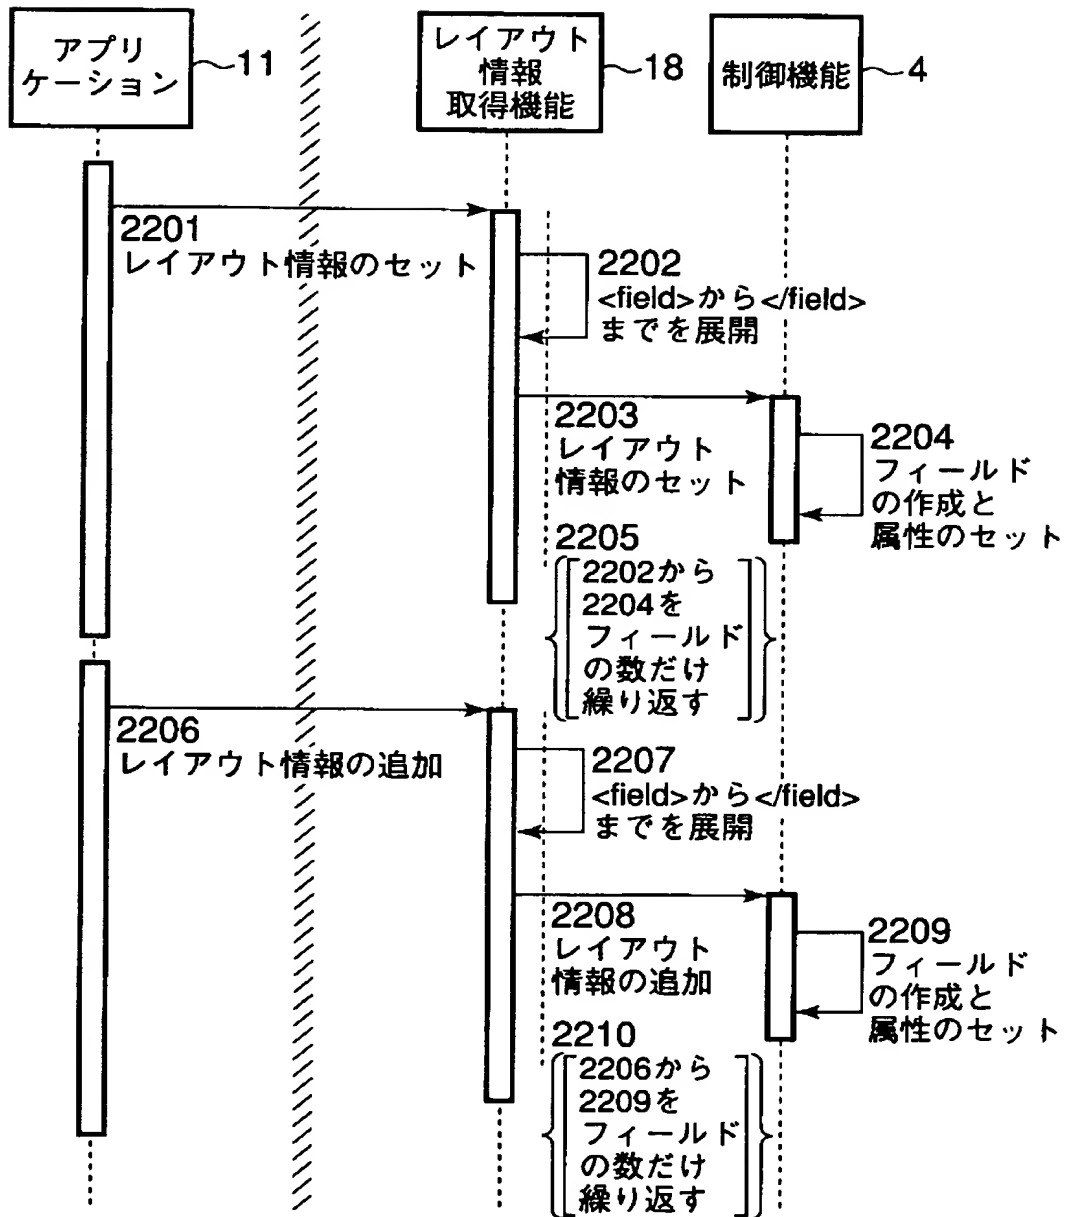 アプリ
ケーション
11
レイアウト
情報
取得機能
18
制御機能
4
2201
レイアウト情報のセット
2202
<field>から</field>
までを展開
2203
レイアウト
情報のセット
2204
フィールド
の作成と
属性のセット
2205
2202から
2204を
フィールド
の数だけ
繰り返す
2206
レイアウト情報の追加
2207
<field>から</field>
までを展開
2208
レイアウト
情報の追加
2209
フィールド
の作成と
属性のセット
2210
2206から
2209を
フィールド
の数だけ
繰り返す